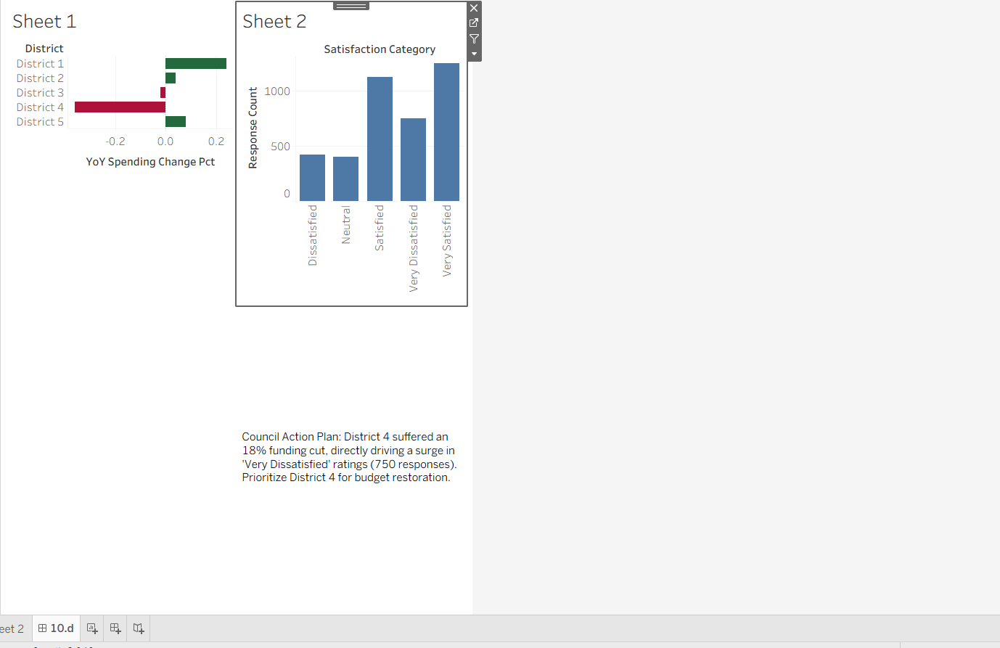 Sheet 1
District
District 1
District 2
District 3
District 4
District 5
-0.2 0.0 0.2
YoY Spending Change Pct
Sheet 2
Satisfaction Category
Response Count
1000
500
0
Dissatisfied
Neutral
Satisfied
Very Dissatisfied
Very Satisfied
Council Action Plan: District 4 suffered an
18% funding cut, directly driving a surge in
'Very Dissatisfied' ratings (750 responses).
Prioritize District 4 for budget restoration.
eet 2
10.d